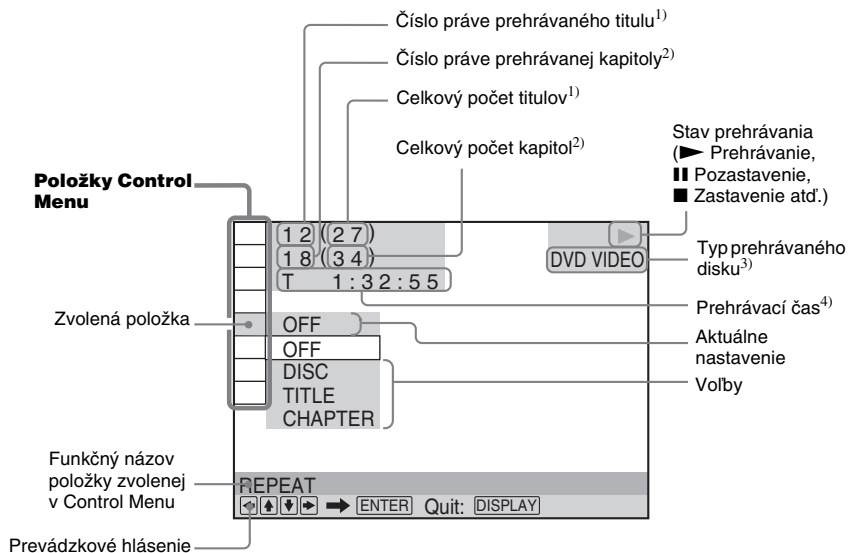 Číslo práve prehrávaného titulu1)
Číslo práve prehrávanej kapitoly2)
Celkový počet titulov1)
Celkový počet kapitol2)
Stav prehrávania
(► Prehrávanie,
❚❚ Pozastavenie,
■ Zastavenie atď.)
Položky Control
Menu
12(27)
18(34)
T 1:32:55
►
DVD VIDEO
Typ prehrávaného
disku3)
Prehrávací čas4)
Zvolená položka
OFF
Aktuálne
nastavenie
OFF
DISC
TITLE
CHAPTER
Voľby
Funkčný názov
položky zvolenej
v Control Menu
REPEAT
←↑↓→ ➡ ENTER Quit: DISPLAY
Prevádzkové hlásenie